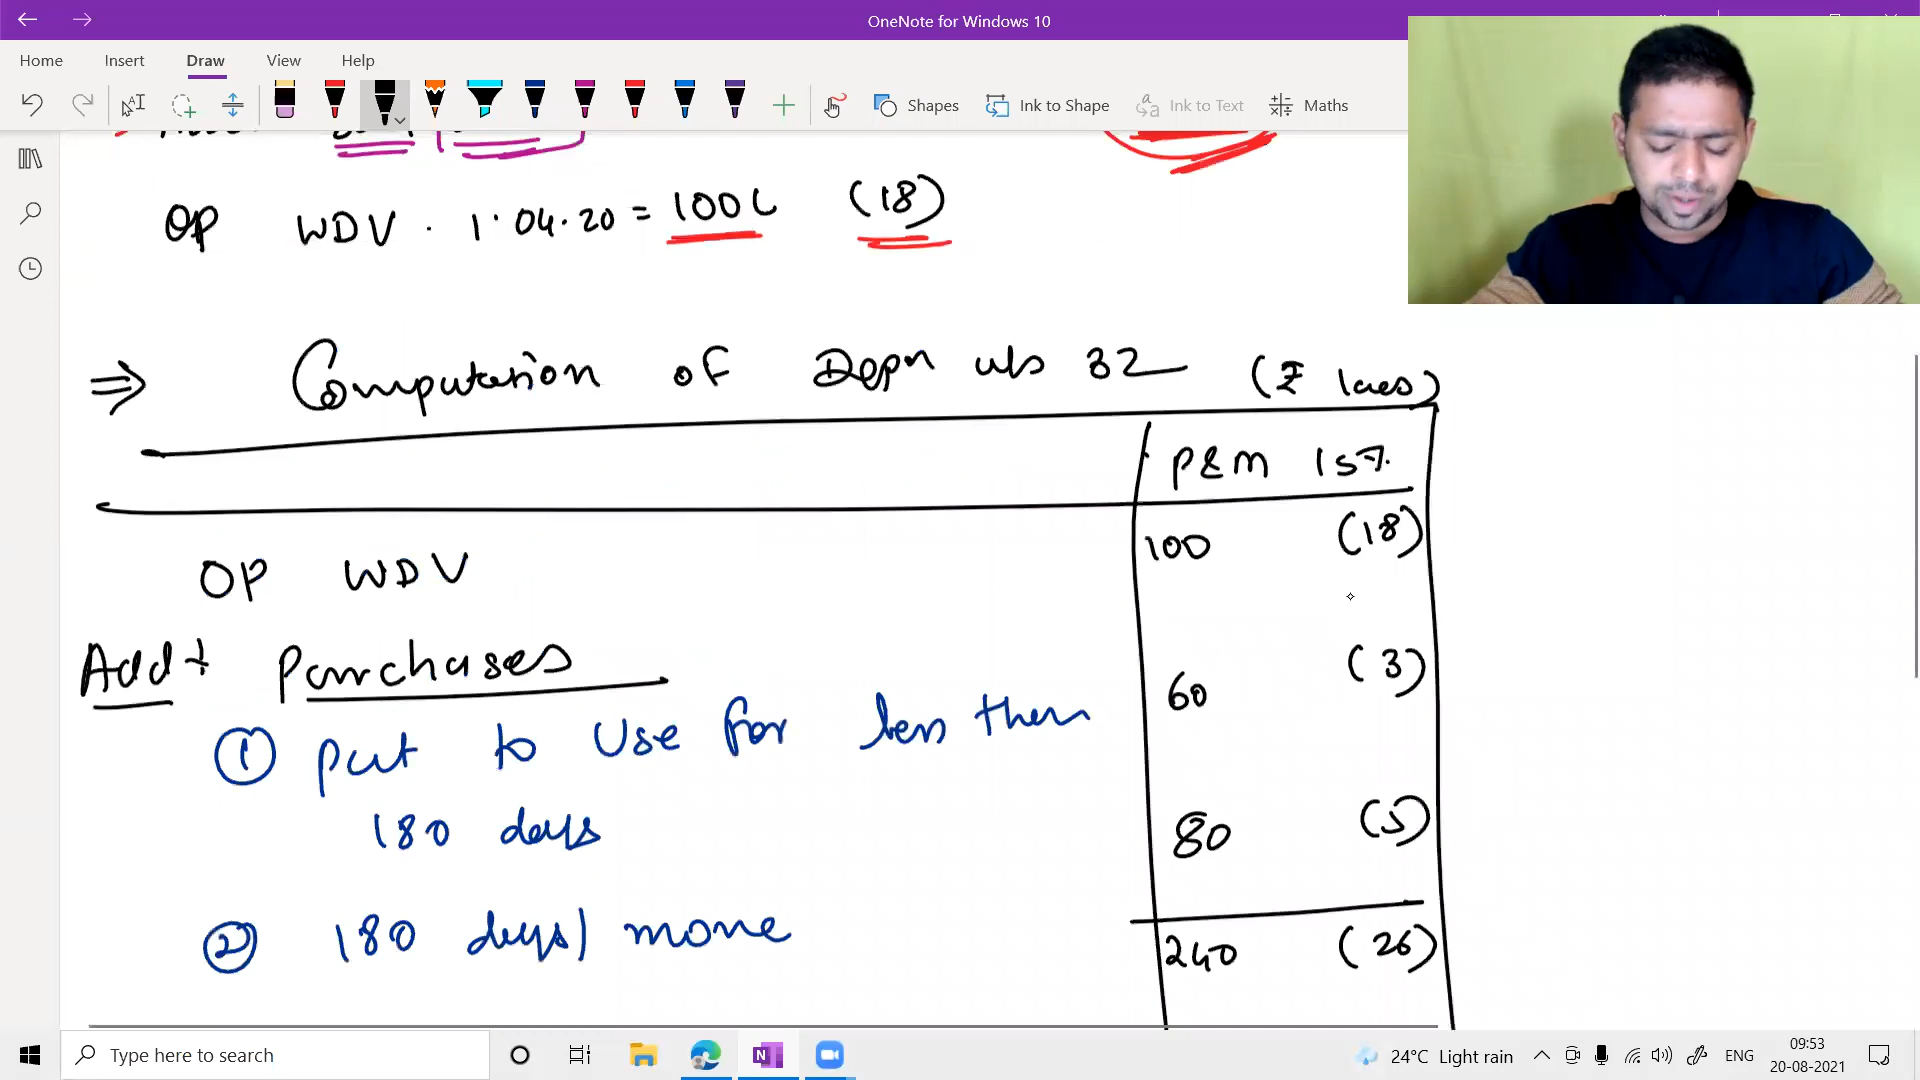 OneNote for Windows 10
Home Insert Draw View Help
Shapes Ink to Shape Ink to Text Maths
OP WDV . 1.04.20 = 100L (18)
⇒ Computation of Depn u/s 32 (₹ lacs)
P&M 15%
OP WDV 100 (18)
Add: Purchases
60 (3)
① put to use for less then
180 days
80 (5)
② 180 days/ more
240 (26)
Type here to search
24°C Light rain
ENG
09:53
20-08-2021